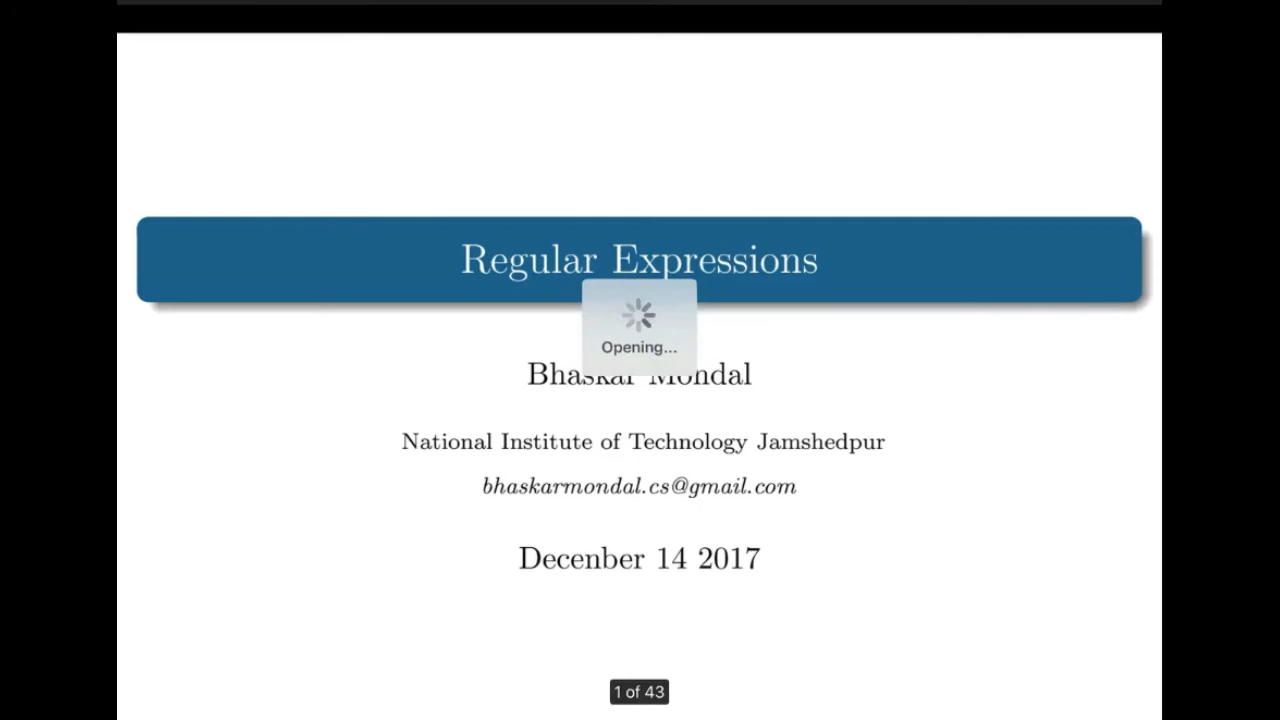 Regular Expressions
Opening...
Bhaskar Mondal
National Institute of Technology Jamshedpur
bhaskarmondal.cs@gmail.com
Decenber 14 2017
1 of 43